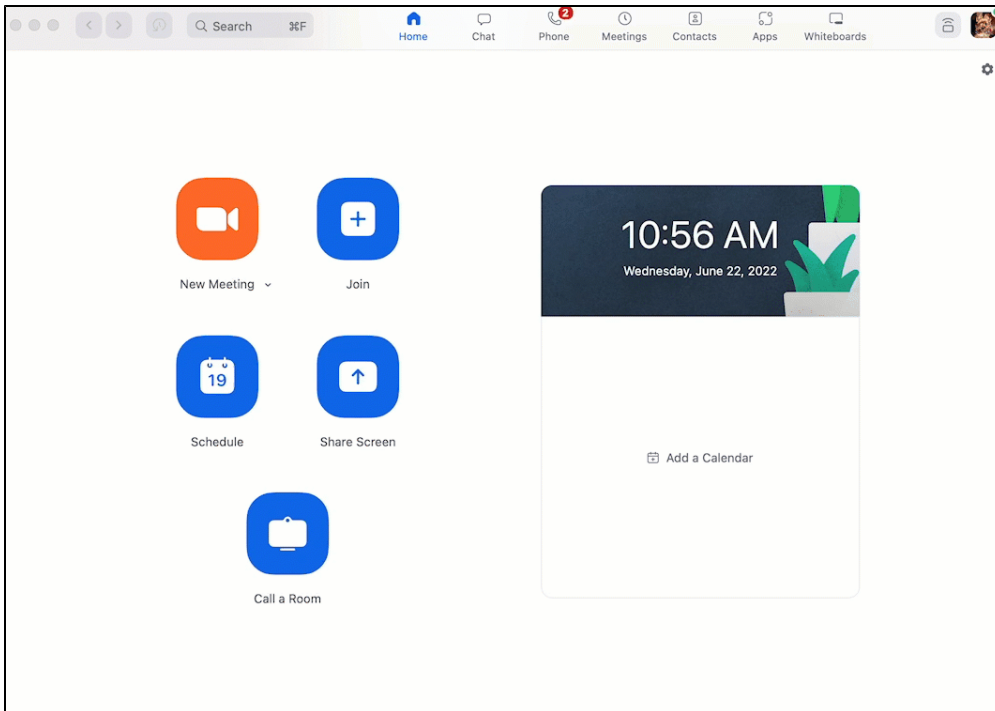 Search ⌘F
2
Home Chat Phone Meetings Contacts Apps Whiteboards
10:56 AM
Wednesday, June 22, 2022
New Meeting
Join
19
Schedule
Share Screen
Add a Calendar
Call a Room